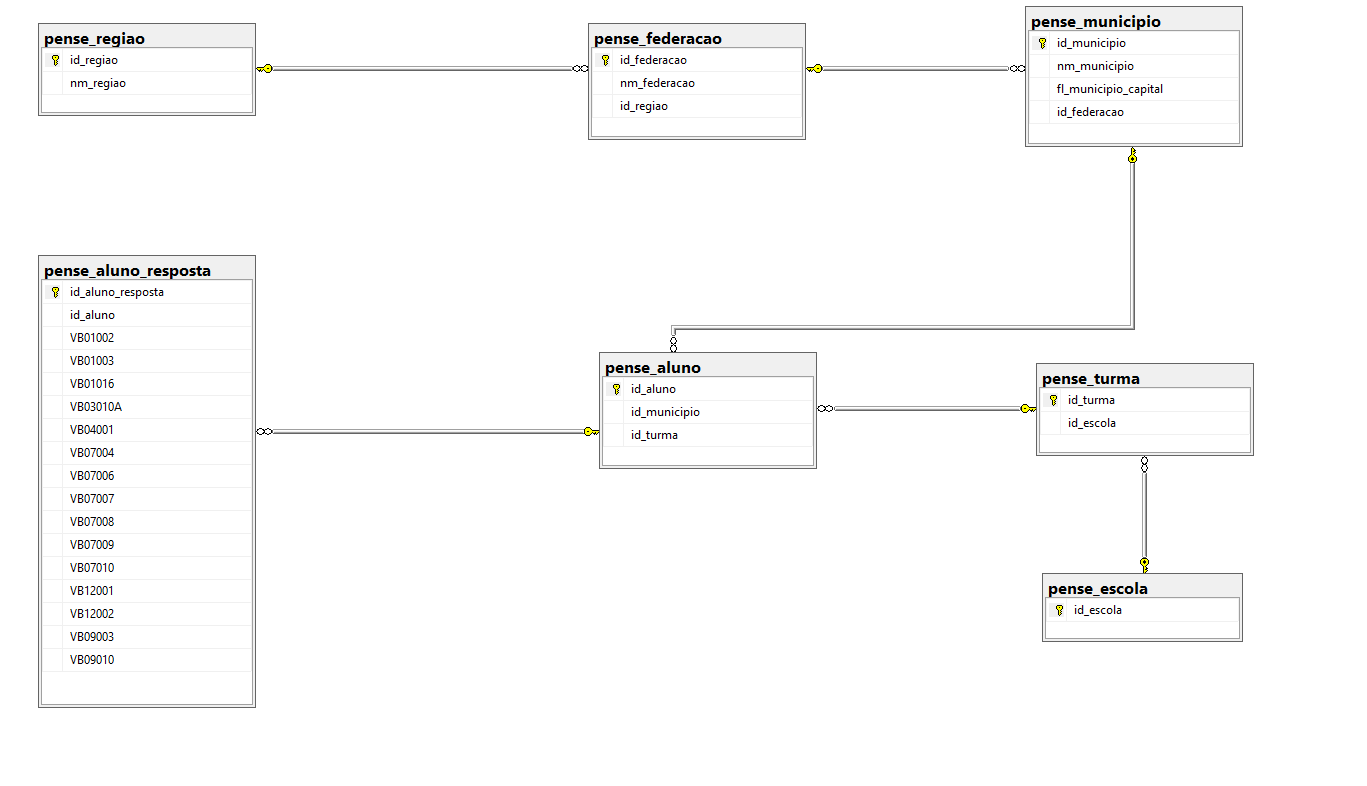 pense_regiao
id_regiao
nm_regiao
pense_federacao
id_federacao
nm_federacao
id_regiao
pense_municipio
id_municipio
nm_municipio
fl_municipio_capital
id_federacao
pense_aluno_resposta
id_aluno_resposta
id_aluno
VB01002
VB01003
VB01016
VB03010A
VB04001
VB07004
VB07006
VB07007
VB07008
VB07009
VB07010
VB12001
VB12002
VB09003
VB09010
pense_aluno
id_aluno
id_municipio
id_turma
pense_turma
id_turma
id_escola
pense_escola
id_escola